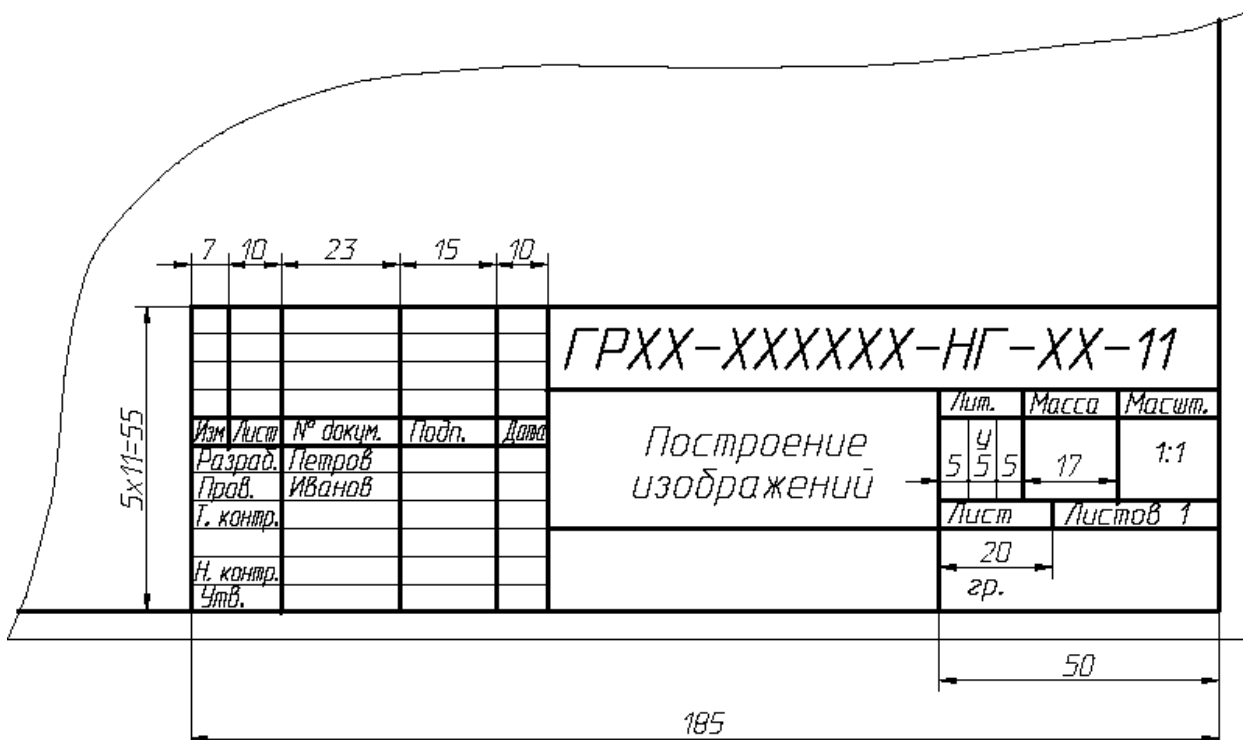 7 10 23 15 10
5х11=55
ГРХХ-ХХХХХХ-НГ-ХХ-11
Лит. Масса Масшт.
Изм Лист № докум. Подп. Дата
Разраб. Петров
Пров. Иванов
Т. контр.
Н. контр.
Утв.
Построение
изображений
у
5 5 5 17 1:1
Лист Листов 1
20
гр.
50
185